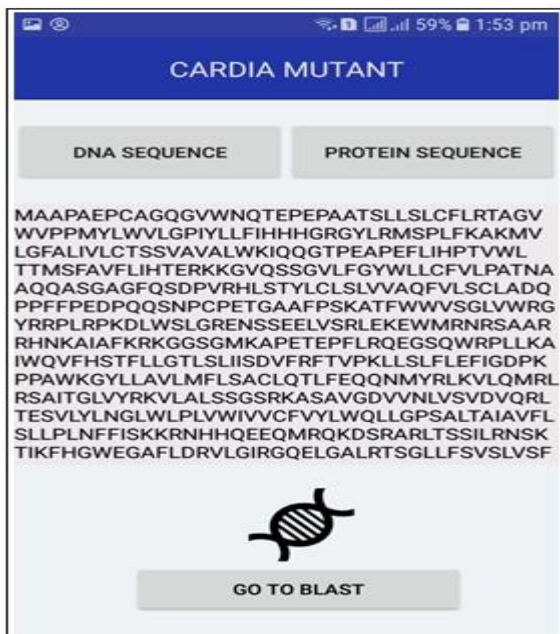 59% 1:53 pm
CARDIA MUTANT
DNA SEQUENCE PROTEIN SEQUENCE
MAAPAEPCAGQGVWNQTEPEPAATSLLSLCFLRTAGV
WVPPMYLWVLGPIYLLFIHHHGRGYLRMSPLFKAKMV
LGFALIVLCTSSVAVALWKIQQGTPEAPEFLIHPTVWL
TTMSFAVFLIHTERKKGVQSSGVLFGYWLLCFVLPATNA
AQQASGAGFQSDPVRHLSTYLCLSLVVAQFVLSCLADQ
PPFFPEDPQQSNPCPETGAAFPSKATFWWVSGLVWRG
YRRPLRPKDLWSLGRENSSEELVSRLEKEWMRNRSAAR
RHNKAIAFKRKGGSGMKAPETEPFLRQEGSQWRPLLKA
IWQVFHSTFLLGTLSLIISDVFRFTVPKLLSLFLEFIGDPK
PPAWKGYLLAVLMFLSACLQTLFEQQNMYRLKVLQMRL
RSAITGLVYRKVLALSSGSRKASAVGDVVNLVSVDVQRL
TESVLYLNGLWLPLVWIVVCFVYLWQLLGPSALTAIAVFL
SLLPLNFFISKKRNHHQEEQMRQKDSRARLTSSILRNSK
TIKFHGWEGAFLDRVLGIRGQELGALRTSGLLFSVSLVSF
GO TO BLAST